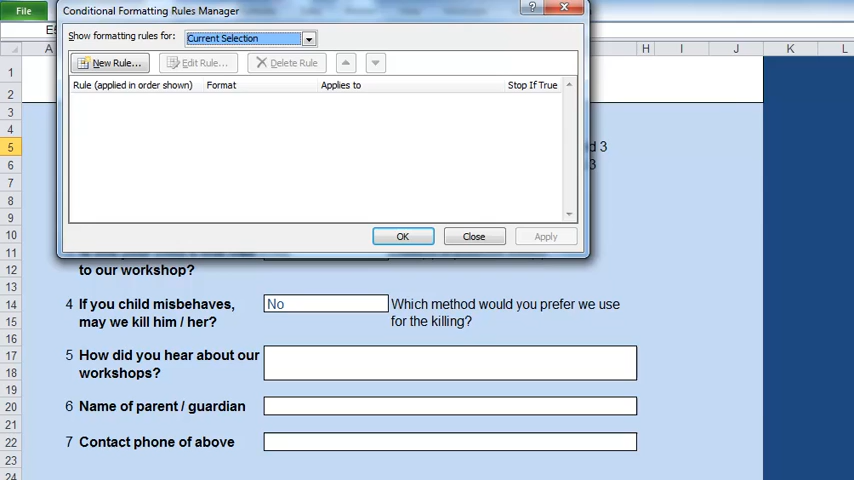 File
Conditional Formatting Rules Manager
Show formatting rules for: Current Selection
New Rule... Edit Rule... Delete Rule
Rule (applied in order shown) Format Applies to Stop If True
OK Close Apply
A H I J K L
1
2
3
4
5 d 3
6 3
7
8
9
10
11
12 to our workshop?
13
14 4 If you child misbehaves, No Which method would you prefer we use
15 may we kill him / her? for the killing?
16
17 5 How did you hear about our
18 workshops?
19
20 6 Name of parent / guardian
21
22 7 Contact phone of above
23
24